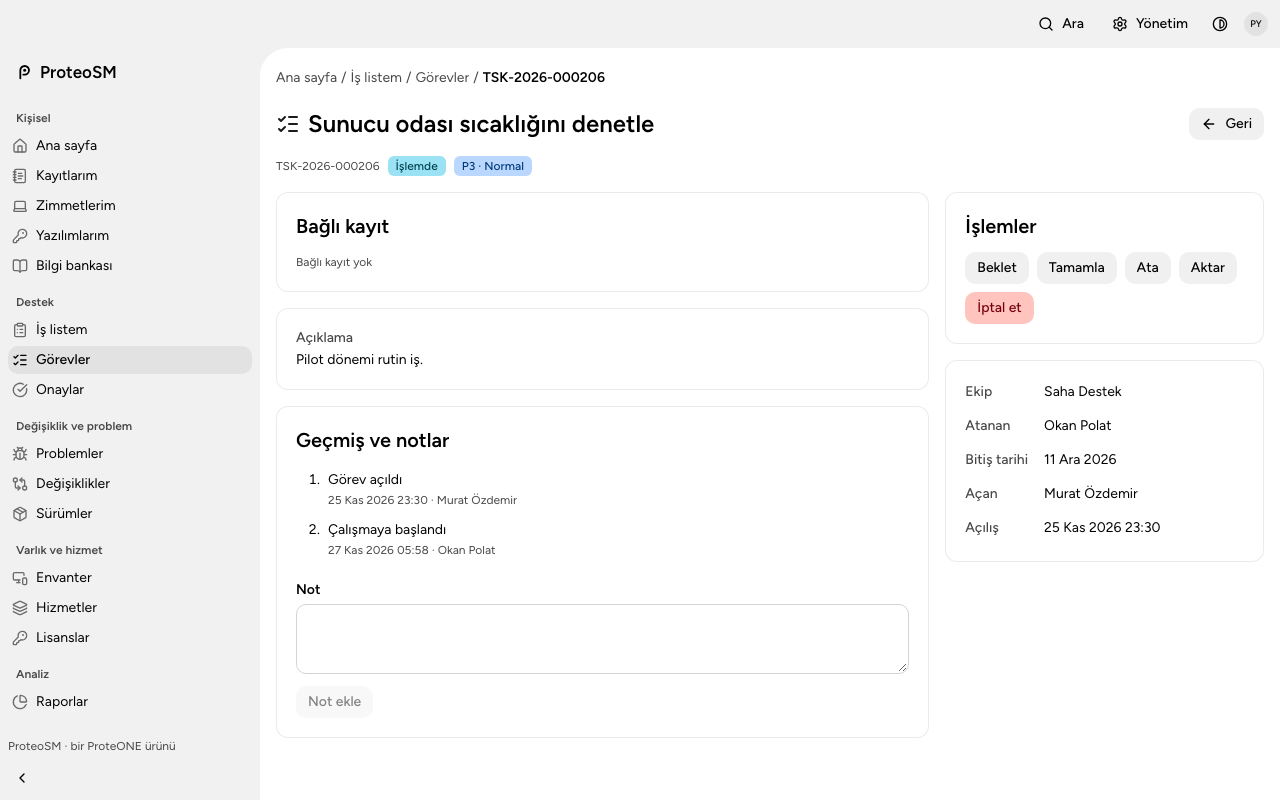 Ara
Yönetim
PY
ProteoSM
Kişisel
Ana sayfa
Kayıtlarım
Zimmetlerim
Yazılımlarım
Bilgi bankası
Destek
İş listem
Görevler
Onaylar
Değişiklik ve problem
Problemler
Değişiklikler
Sürümler
Varlık ve hizmet
Envanter
Hizmetler
Lisanslar
Analiz
Raporlar
ProteoSM · bir ProteONE ürünü
Ana sayfa / İş listem / Görevler / TSK-2026-000206
Sunucu odası sıcaklığını denetle
Geri
TSK-2026-000206 İşlemde P3 · Normal
Bağlı kayıt
Bağlı kayıt yok
Açıklama
Pilot dönemi rutin iş.
Geçmiş ve notlar
1. Görev açıldı
25 Kas 2026 23:30 · Murat Özdemir
2. Çalışmaya başlandı
27 Kas 2026 05:58 · Okan Polat
Not
Not ekle
İşlemler
Beklet Tamamla Ata Aktar
İptal et
Ekip Saha Destek
Atanan Okan Polat
Bitiş tarihi 11 Ara 2026
Açan Murat Özdemir
Açılış 25 Kas 2026 23:30